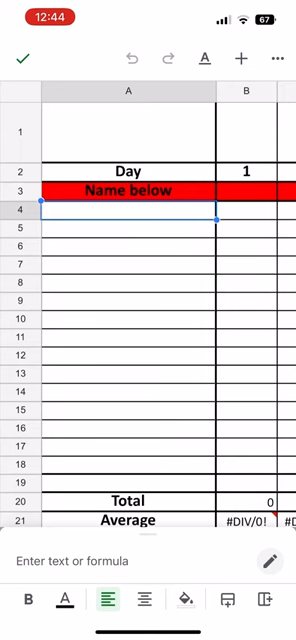 12:44
67
A
A B
1
2 Day 1
3 Name below
4
5
6
7
8
9
10
11
12
13
14
15
16
17
18
19
20 Total 0
21 Average #DIV/0! #D
Enter text or formula
B A